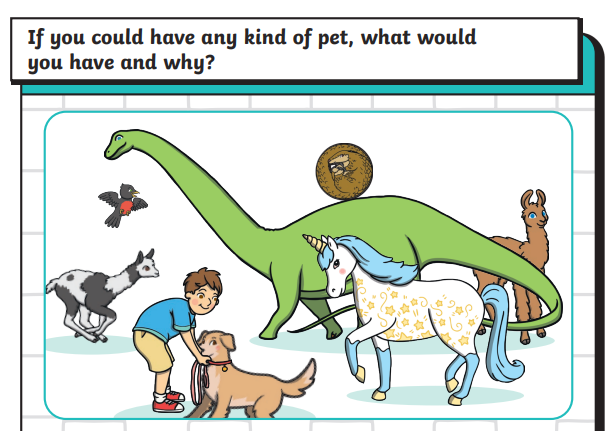 If you could have any kind of pet, what would
you have and why?